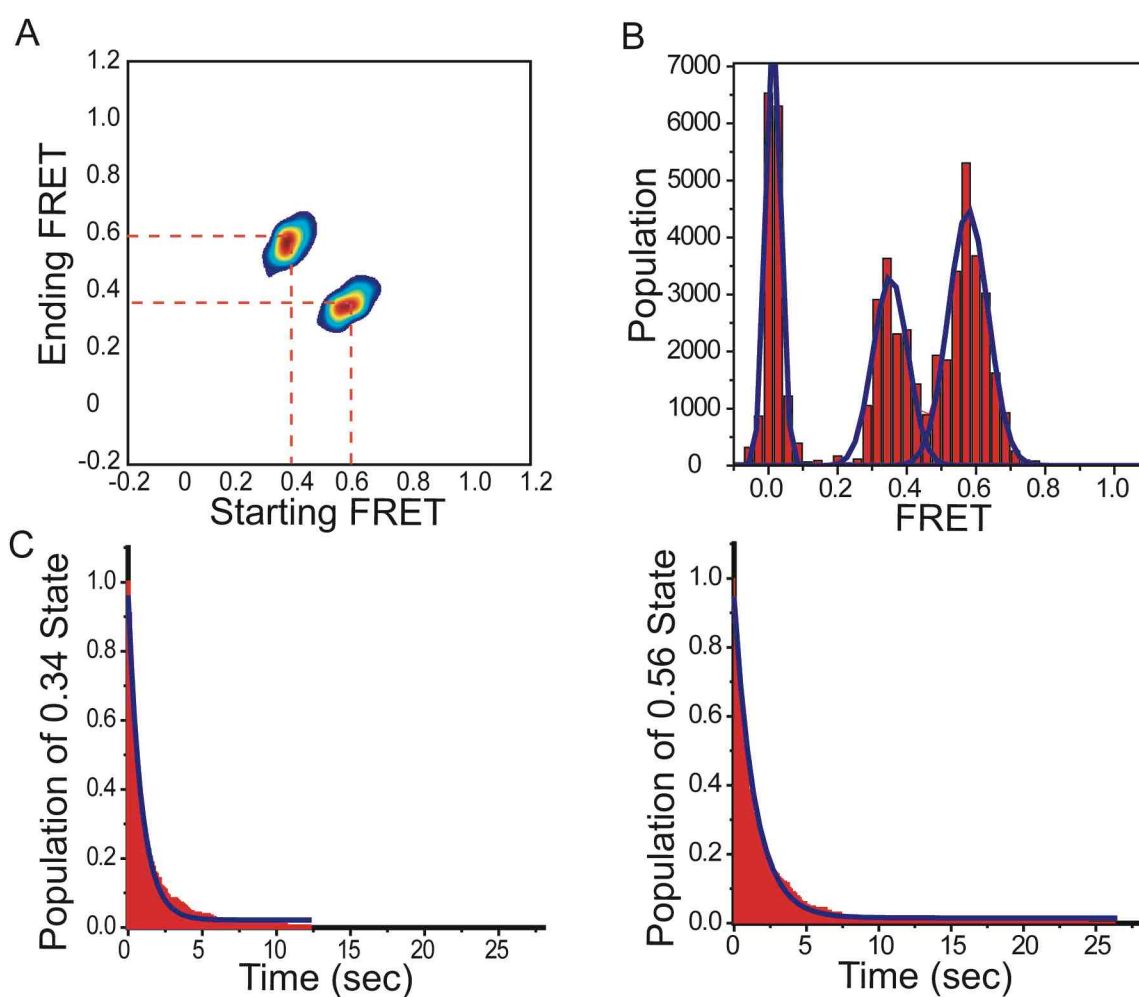 A
1.2
1.0
0.8
0.6
0.4
0.2
0
-0.2
Ending FRET
-0.2 0 0.2 0.4 0.6 0.8 1.0 1.2
Starting FRET
B
7000
6000
5000
4000
3000
2000
1000
0
Population
0.0 0.2 0.4 0.6 0.8 1.0
FRET
C
1.0
0.8
0.6
0.4
0.2
0.0
Population of 0.34 State
0 5 10 15 20 25
Time (sec)
1.0
0.8
0.6
0.4
0.2
0.0
Population of 0.56 State
0 5 10 15 20 25
Time (sec)